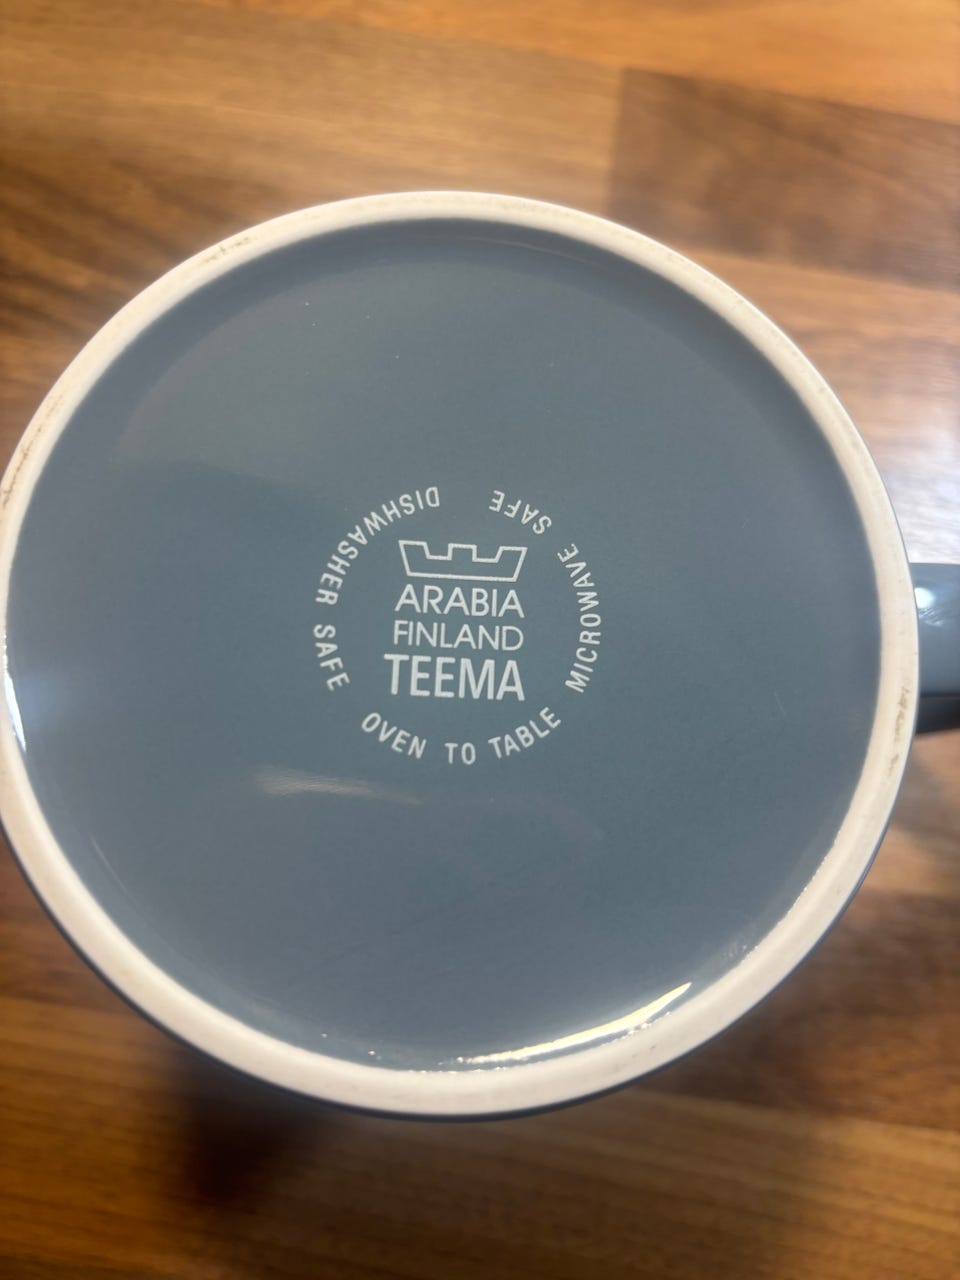 ARABIA
FINLAND
TEEMA
DISHWASHER SAFE
OVEN TO TABLE
MICROWAVE SAFE